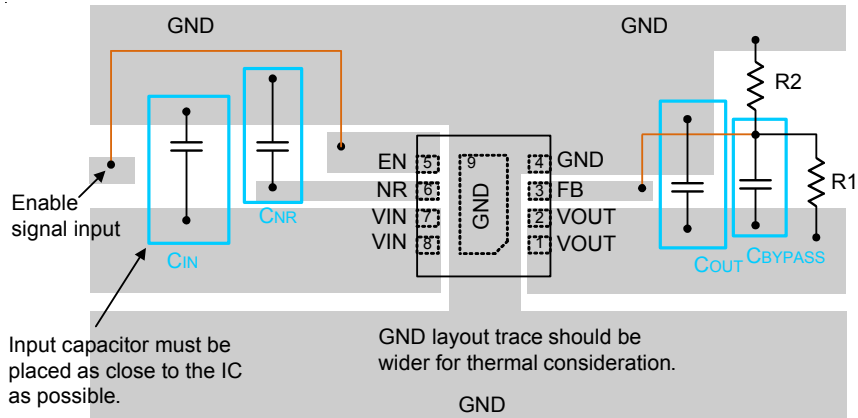 GND
GND
R2
R1
EN
5
9
4
GND
NR
6
GND
3
FB
VIN
7
2
VOUT
VIN
8
1
VOUT
Enable
signal input
CNR
CIN
COUT
CBYPASS
Input capacitor must be
placed as close to the IC
as possible.
GND layout trace should be
wider for thermal consideration.
GND